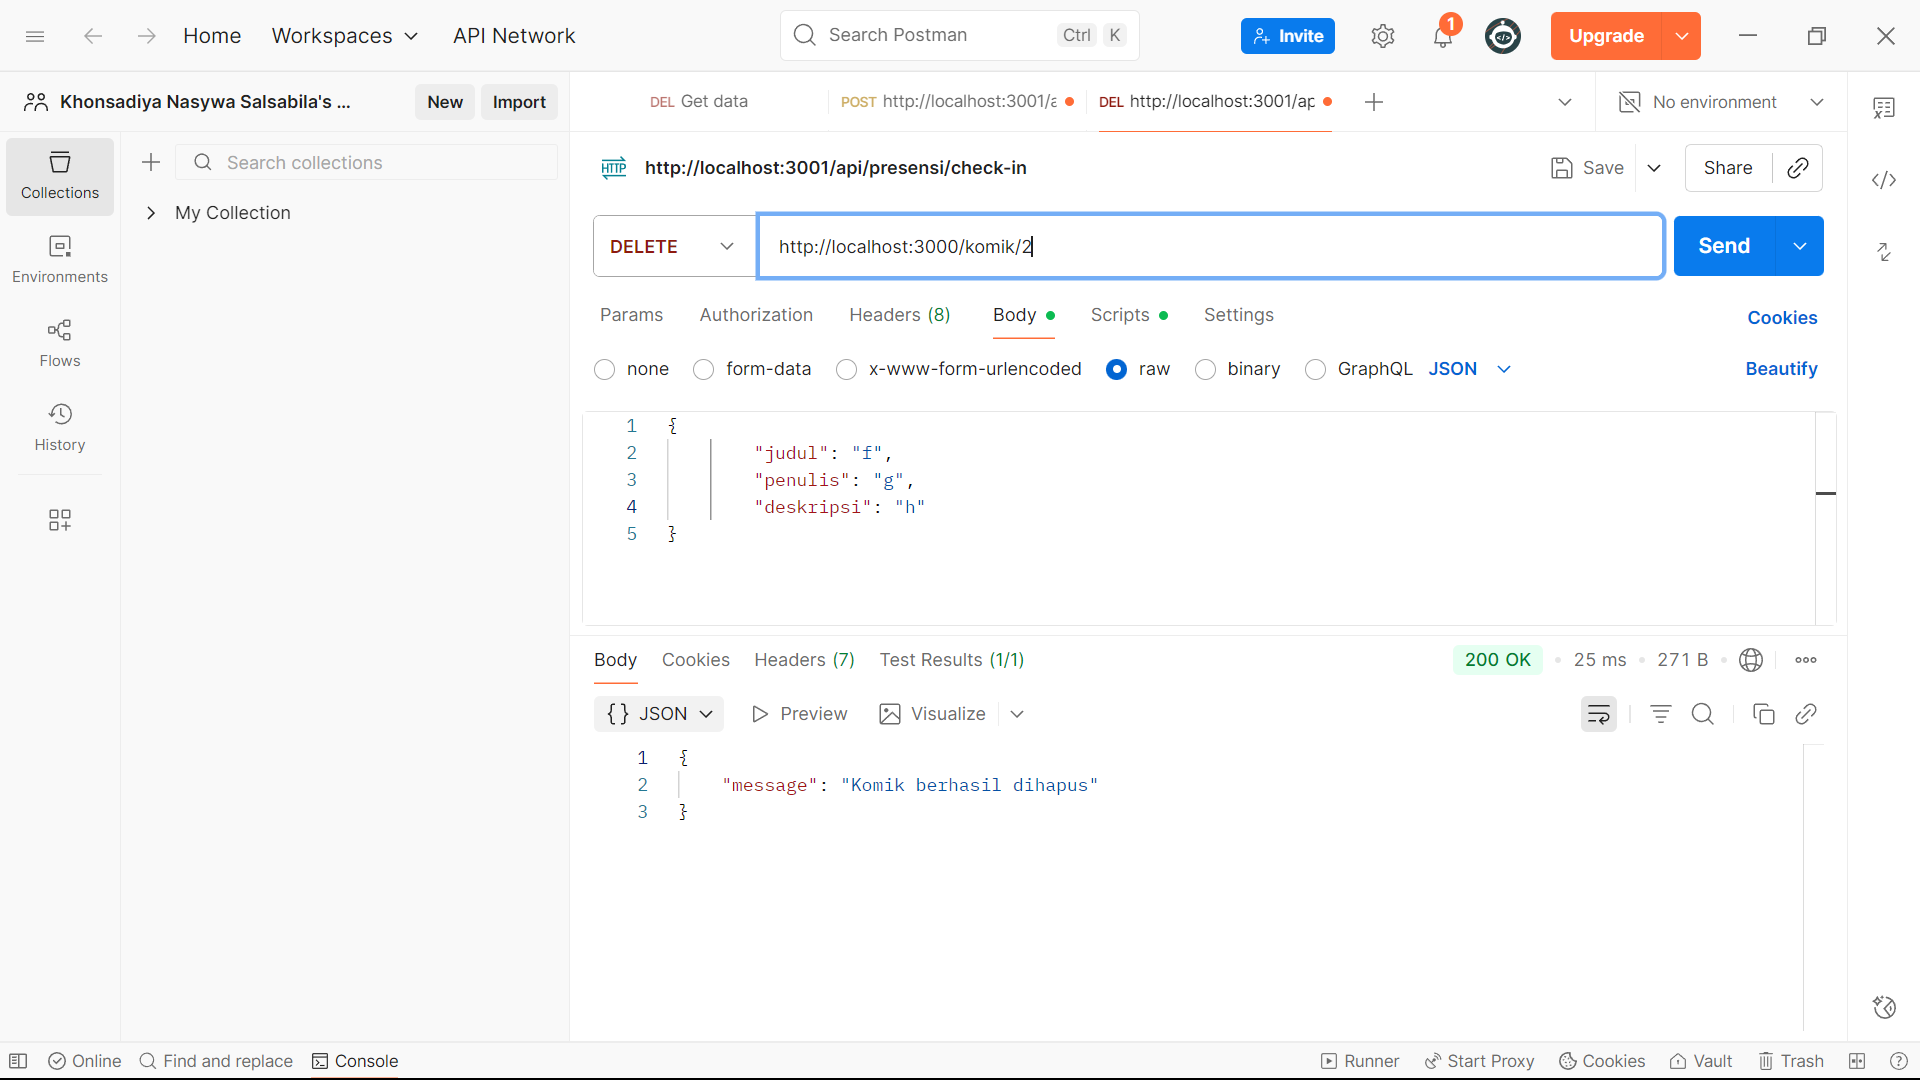 Home
Workspaces
API Network
Search Postman
Ctrl
K
Invite
1
Upgrade
Khonsadiya Nasywa Salsabila's ...
New
Import
DEL Get data
POST http://localhost:3001/a
DEL http://localhost:3001/ap
No environment
Collections
Search collections
My Collection
Environments
Flows
History
HTTP
http://localhost:3001/api/presensi/check-in
Save
Share
DELETE
http://localhost:3000/komik/2
Send
Params
Authorization
Headers (8)
Body
Scripts
Settings
Cookies
none
form-data
x-www-form-urlencoded
raw
binary
GraphQL
JSON
Beautify
1 {
2 "judul": "f",
3 "penulis": "g",
4 "deskripsi": "h"
5 }
Body
Cookies
Headers (7)
Test Results (1/1)
200 OK
25 ms
271 B
{} JSON
Preview
Visualize
1 {
2 "message": "Komik berhasil dihapus"
3 }
Online
Find and replace
Console
Runner
Start Proxy
Cookies
Vault
Trash